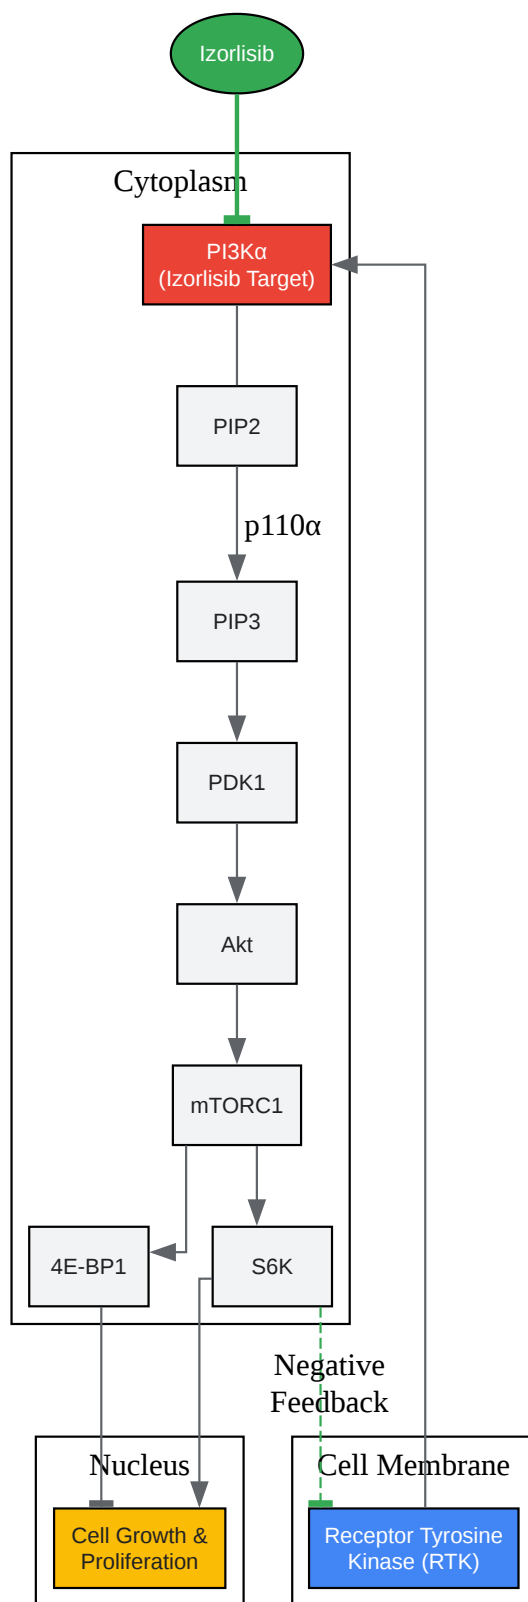 Izorlisib
Cytoplasm
PI3Kα
(Izorlisib Target)
PIP2
p110α
PIP3
PDK1
Akt
mTORC1
4E-BP1
S6K
Negative
Feedback
Nucleus
Cell Membrane
Cell Growth &
Proliferation
Receptor Tyrosine
Kinase (RTK)